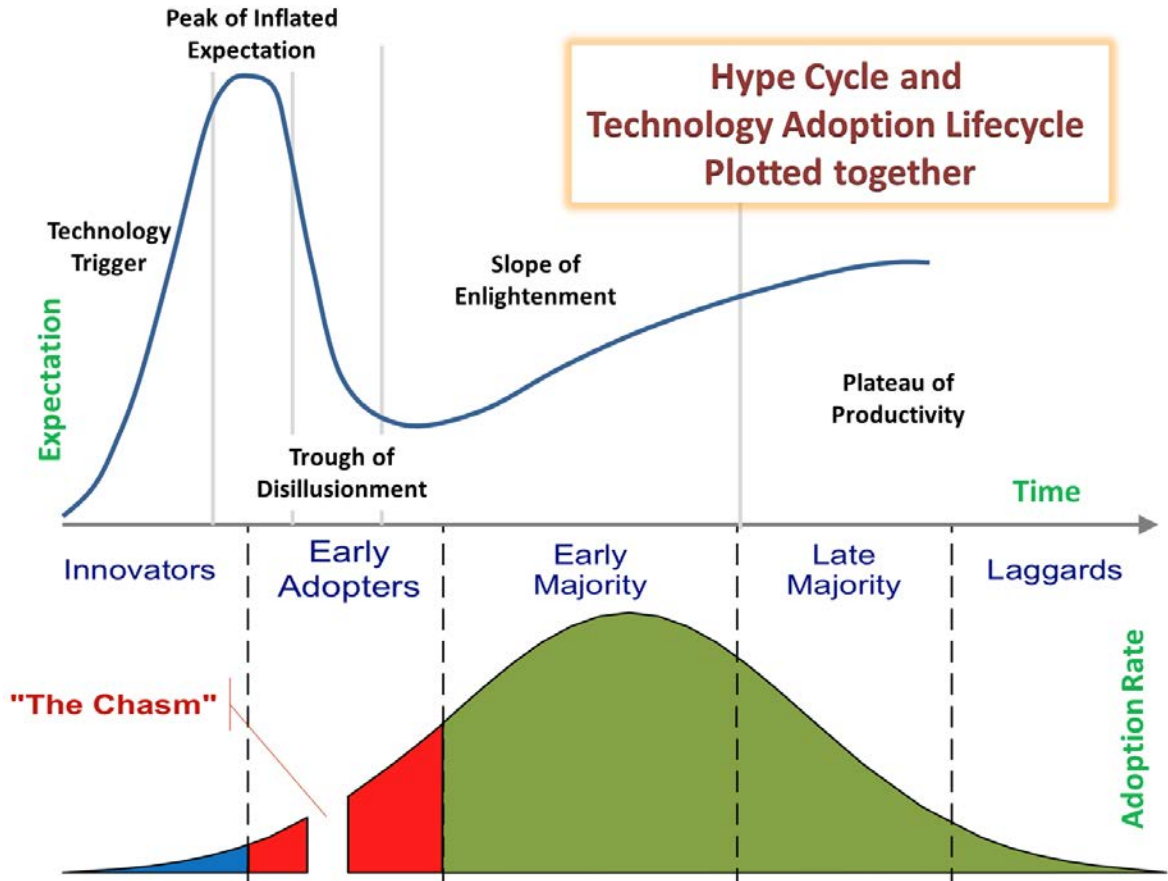 Peak of Inflated
Expectation
Hype Cycle and
Technology Adoption Lifecycle
Plotted together
Technology
Trigger
Slope of
Enlightenment
Expectation
Plateau of
Productivity
Trough of
Disillusionment
Time
Innovators
Early
Adopters
Early
Majority
Late
Majority
Laggards
"The Chasm"
Adoption Rate